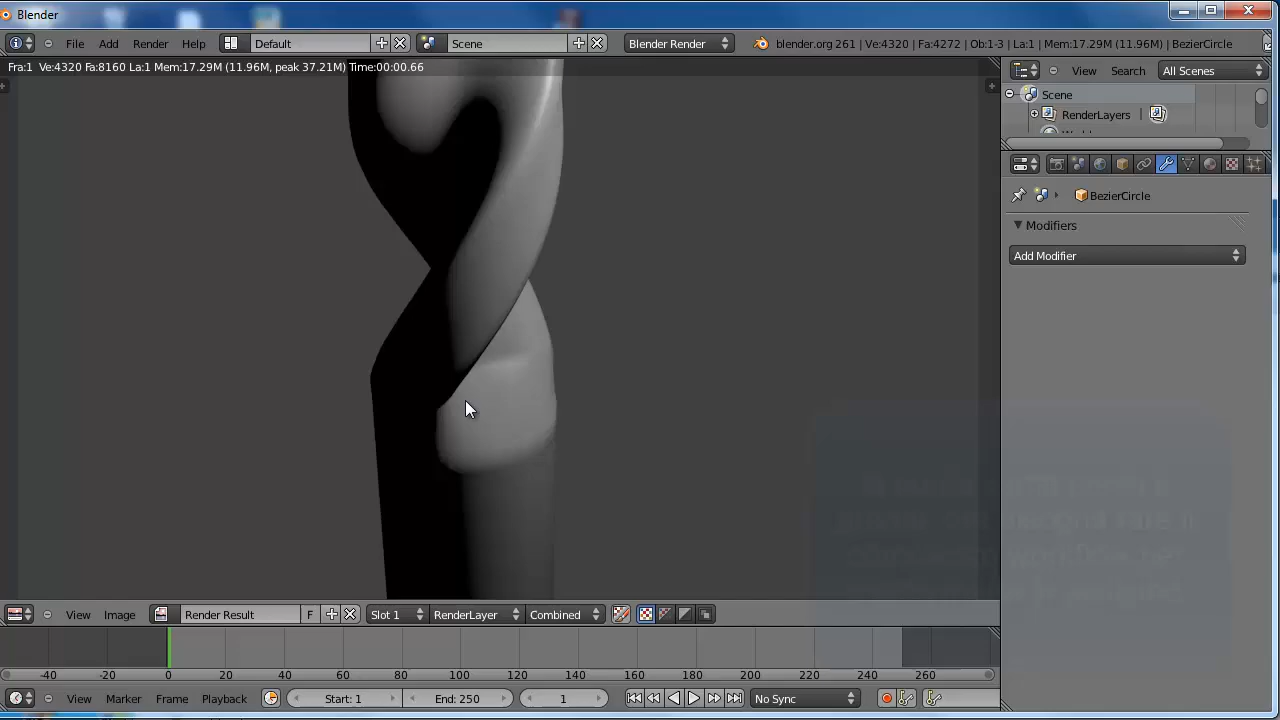 Blender
File Add Render Help Default Scene Blender Render blender.org 261 | Ve:4320 | Fa:4272 | Ob:1-3 | La:1 | Mem:17.29M (11.96M) | BezierCircle
Fra:1 Ve:4320 Fa:8160 La:1 Mem:17.29M (11.96M, peak 37.21M) Time:00:00.66
View Search All Scenes
Scene
RenderLayers
BezierCircle
Modifiers
Add Modifier
View Image Render Result F Slot 1 RenderLayer Combined
-40 -20 0 20 40 60 80 100 120 140 160 180 200 220 240 260
View Marker Frame Playback Start: 1 End: 250 1 No Sync